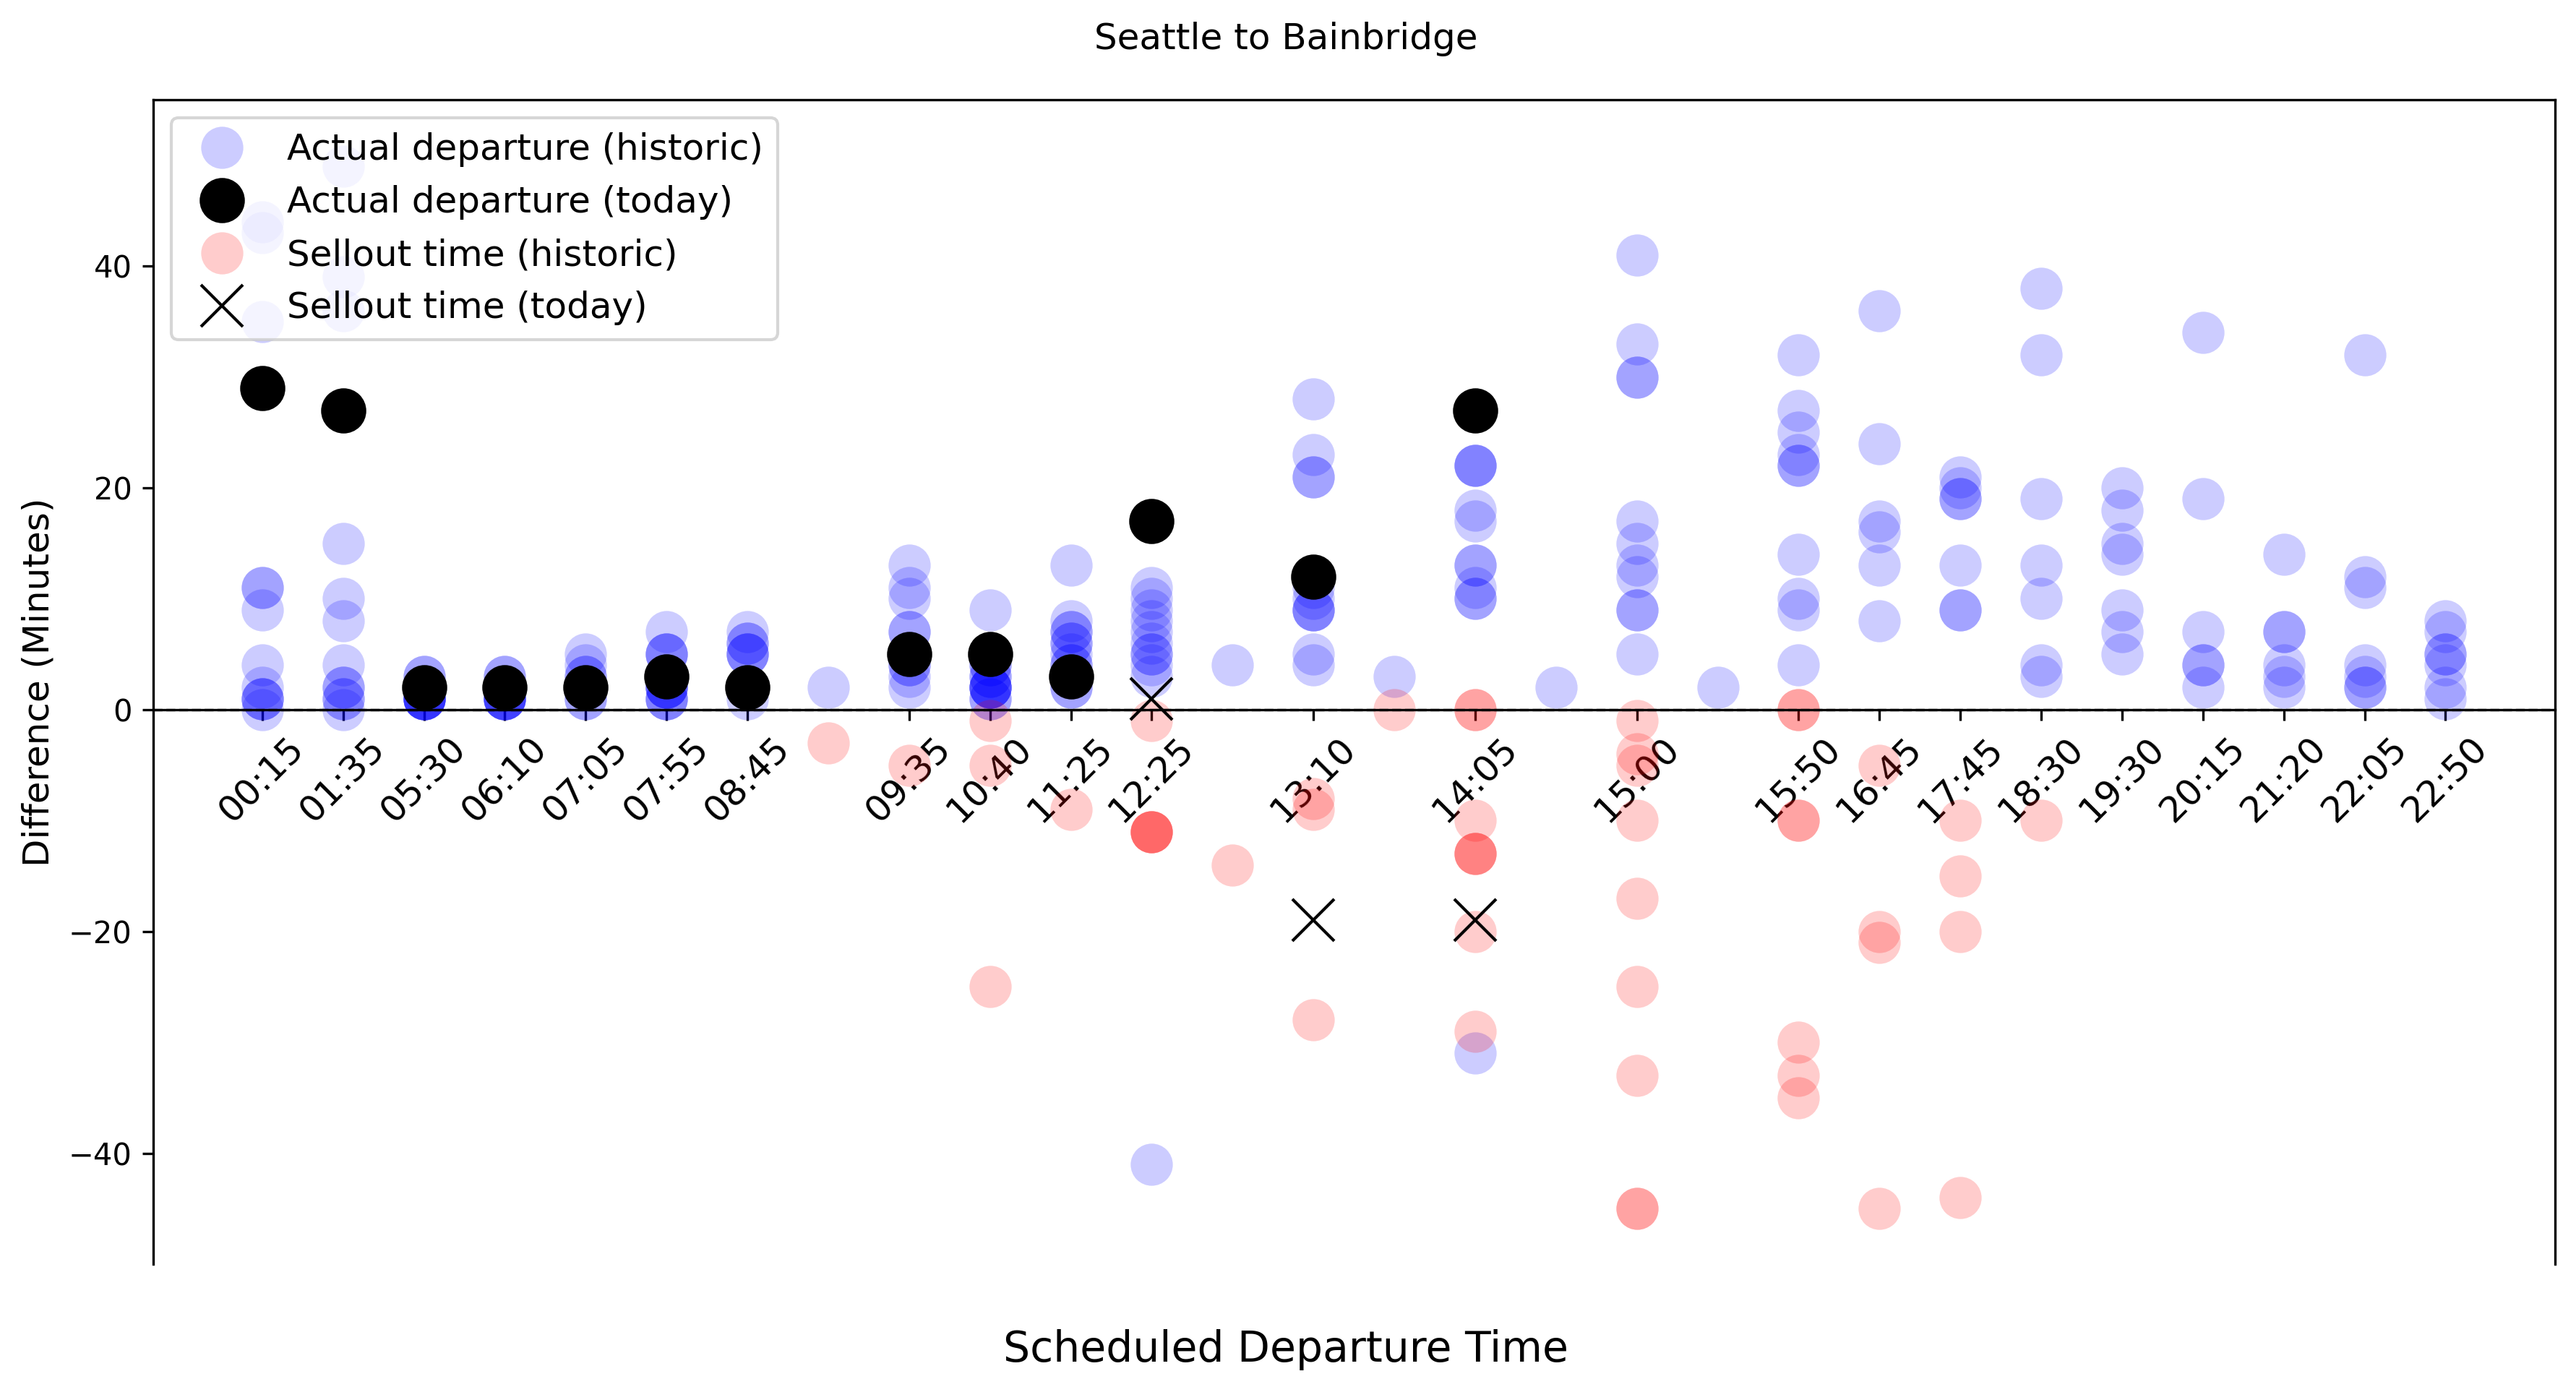 Seattle to Bainbridge
Actual departure (historic)
Actual departure (today)
Sellout time (historic)
Sellout time (today)
Difference (Minutes)
40
20
0
−20
−40
00:15 01:35 05:30 06:10 07:05 07:55 08:45 09:35 10:40 11:25 12:25 13:10 14:05 15:00 15:50 16:45 17:45 18:30 19:30 20:15 21:20 22:05 22:50
Scheduled Departure Time